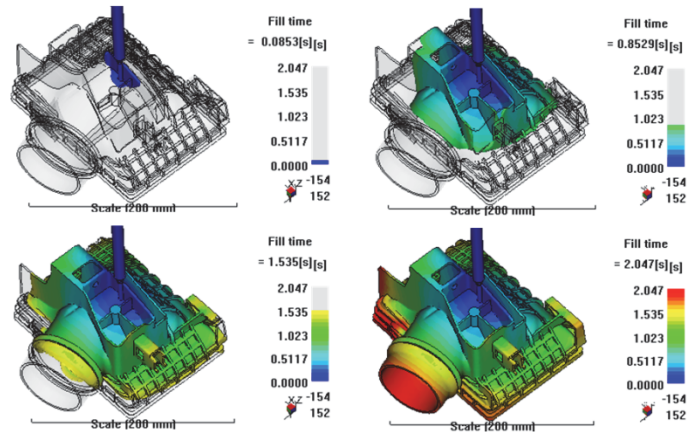 Fill time
= 0.0853[s][s]
2.047
1.535
1.023
0.5117
0.0000
-154
152
Scale [200 mm]
Fill time
= 0.8529[s][s]
2.047
1.535
1.023
0.5117
0.0000
-154
152
Scale [200 mm]
Fill time
= 1.535[s][s]
2.047
1.535
1.023
0.5117
0.0000
-154
152
Scale [200 mm]
Fill time
= 2.047[s][s]
2.047
1.535
1.023
0.5117
0.0000
-154
152
Scale [200 mm]